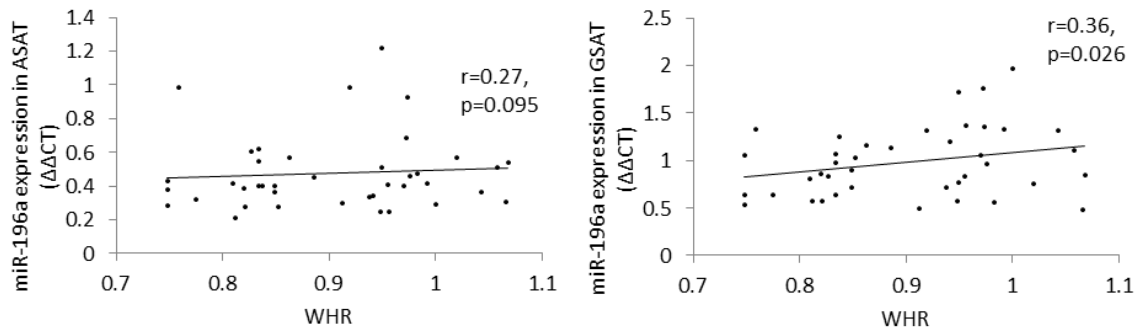 miR-196a expression in ASAT
(ΔΔCT)
1.4
1.2
1
0.8
0.6
0.4
0.2
0
r=0.27,
p=0.095
0.7
0.8
0.9
1
1.1
WHR
miR-196a expression in GSAT
(ΔΔCT)
2.5
2
1.5
1
0.5
0
r=0.36,
p=0.026
0.7
0.8
0.9
1
1.1
WHR